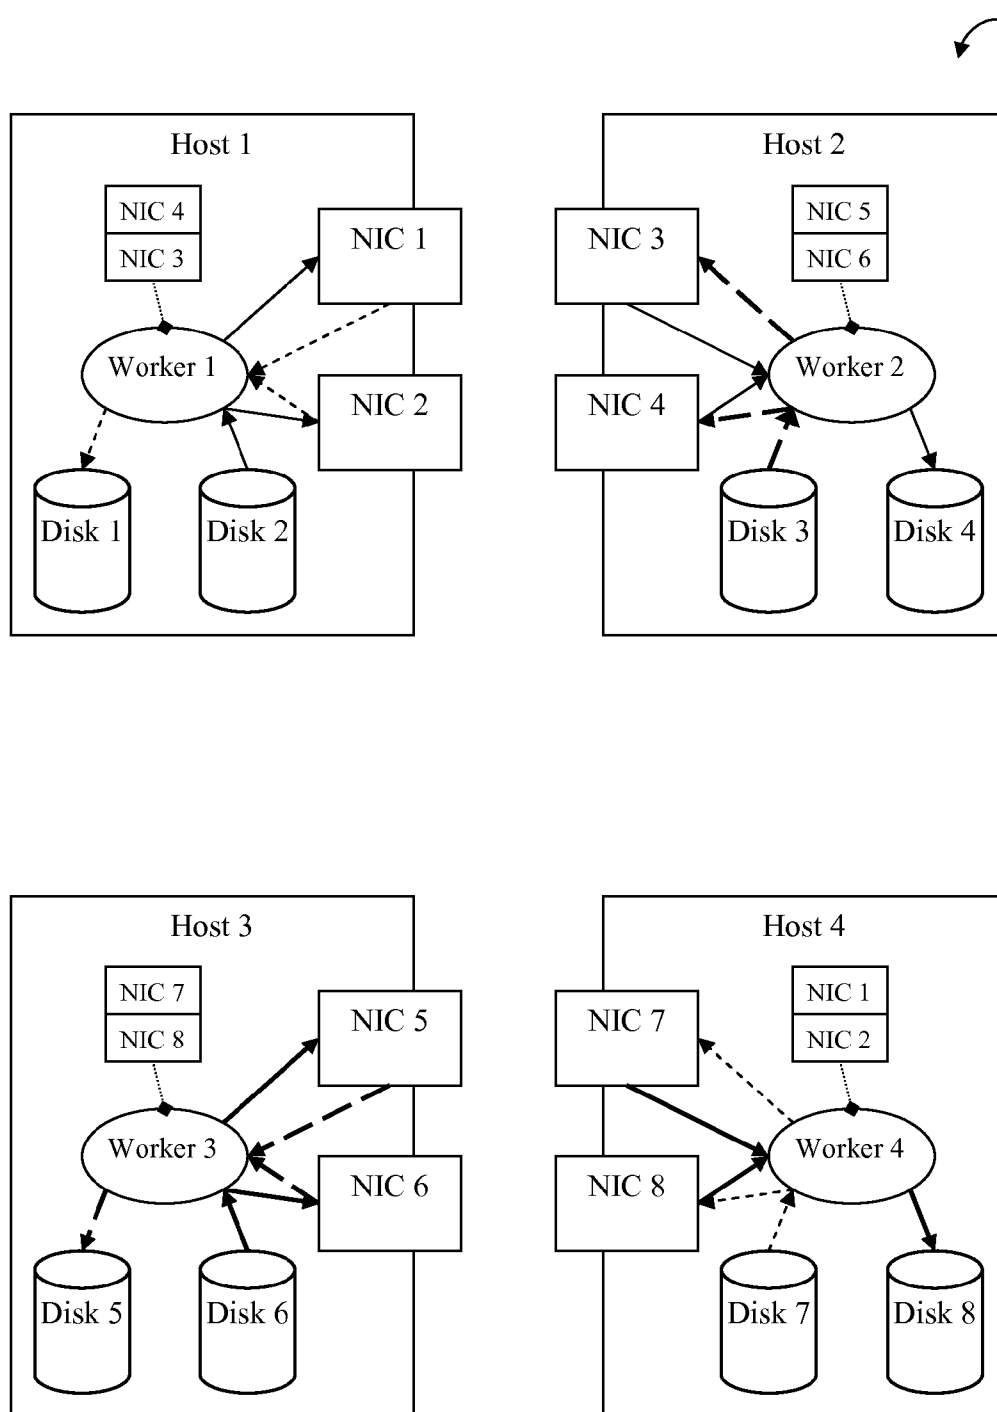 Host 1
NIC 4
NIC 3
NIC 1
Worker 1
NIC 2
Disk 1
Disk 2
Host 2
NIC 3
NIC 5
NIC 6
Worker 2
NIC 4
Disk 3
Disk 4
Host 3
NIC 7
NIC 8
NIC 5
Worker 3
NIC 6
Disk 5
Disk 6
Host 4
NIC 7
NIC 1
NIC 2
Worker 4
NIC 8
Disk 7
Disk 8